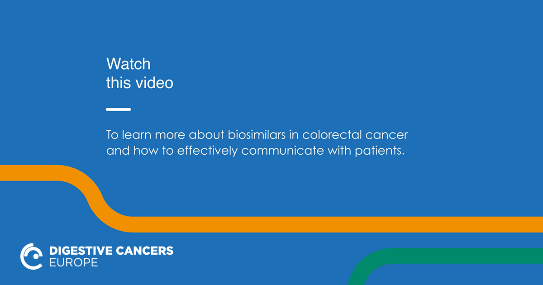 Watch
this video
To learn more about biosimilars in colorectal cancer
and how to effectively communicate with patients.
DIGESTIVE CANCERS
EUROPE